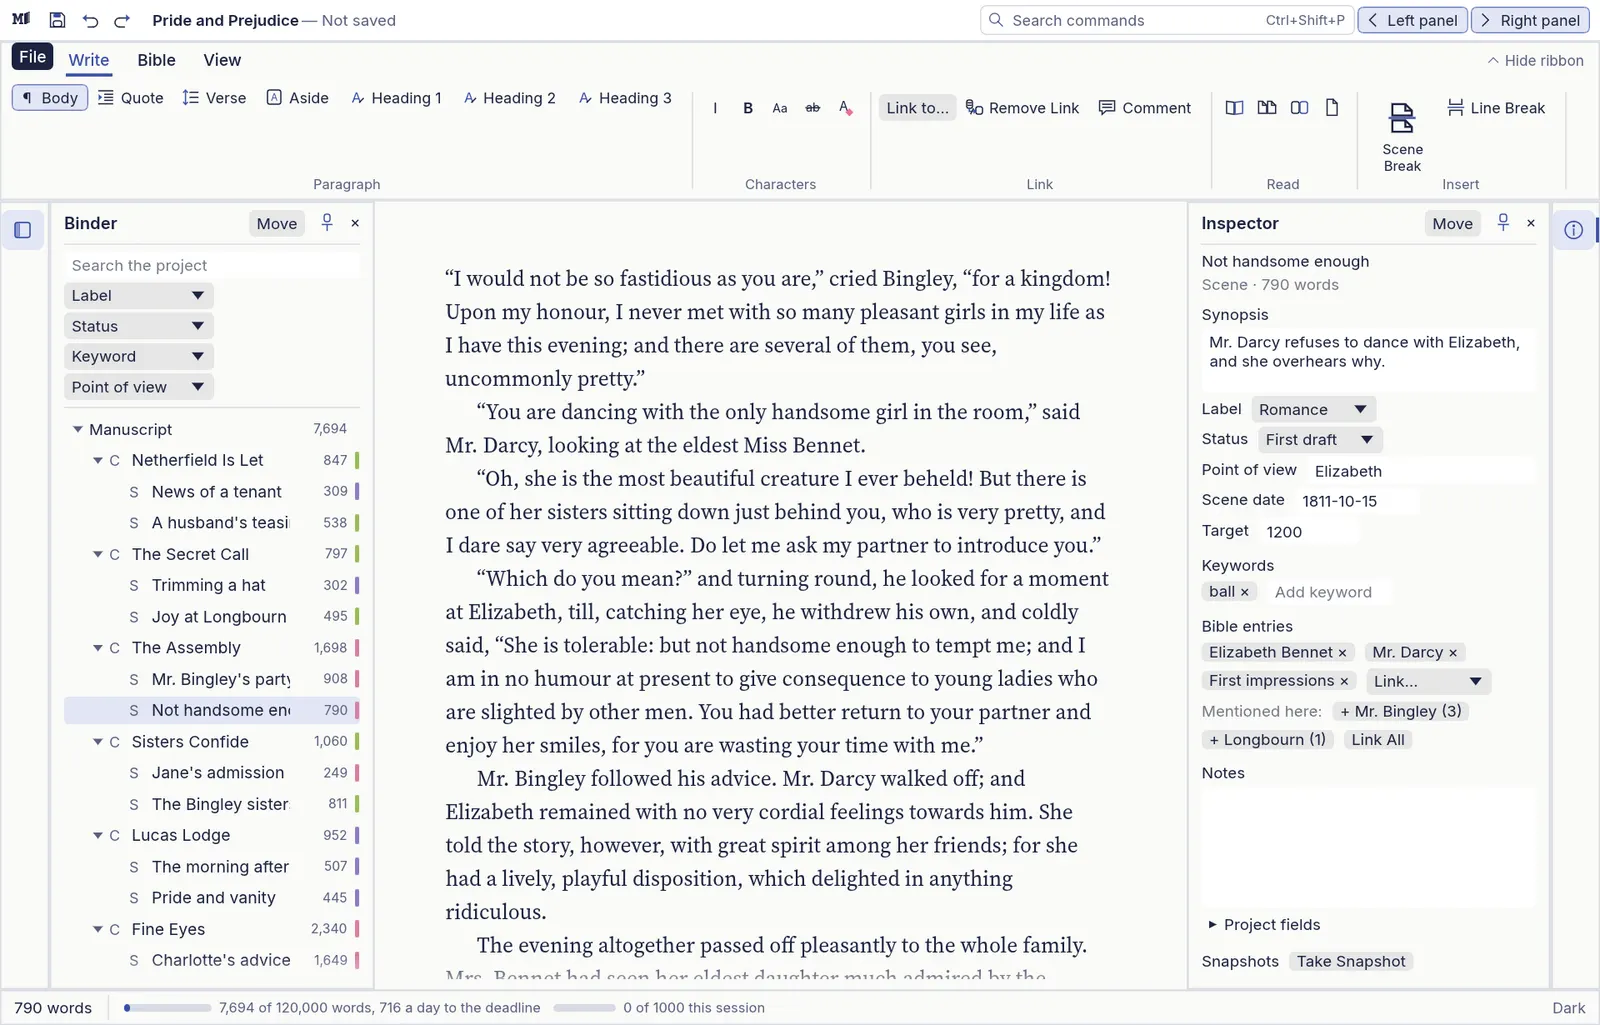 Pride and Prejudice — Not saved
Search commands Ctrl+Shift+P
Left panel
Right panel
File Write Bible View
Hide ribbon
¶ Body Quote Verse Aside Heading 1 Heading 2 Heading 3
Paragraph
I B Aa ab A
Characters
Link to... Remove Link Comment
Link
Read
Scene
Break
Line Break
Insert
Binder Move ×
Search the project
Label
Status
Keyword
Point of view
Manuscript 7,694
C Netherfield Is Let 847
S News of a tenant 309
S A husband's teasi 538
C The Secret Call 797
S Trimming a hat 302
S Joy at Longbourn 495
C The Assembly 1,698
S Mr. Bingley's party 908
S Not handsome en 790
C Sisters Confide 1,060
S Jane's admission 249
S The Bingley sister 811
C Lucas Lodge 952
S The morning after 507
S Pride and vanity 445
C Fine Eyes 2,340
S Charlotte's advice 1,649
“I would not be so fastidious as you are,” cried Bingley, “for a kingdom!
Upon my honour, I never met with so many pleasant girls in my life as
I have this evening; and there are several of them, you see,
uncommonly pretty.”
“You are dancing with the only handsome girl in the room,” said
Mr. Darcy, looking at the eldest Miss Bennet.
“Oh, she is the most beautiful creature I ever beheld! But there is
one of her sisters sitting down just behind you, who is very pretty, and
I dare say very agreeable. Do let me ask my partner to introduce you.”
“Which do you mean?” and turning round, he looked for a moment
at Elizabeth, till, catching her eye, he withdrew his own, and coldly
said, “She is tolerable: but not handsome enough to tempt me; and I
am in no humour at present to give consequence to young ladies who
are slighted by other men. You had better return to your partner and
enjoy her smiles, for you are wasting your time with me.”
Mr. Bingley followed his advice. Mr. Darcy walked off; and
Elizabeth remained with no very cordial feelings towards him. She
told the story, however, with great spirit among her friends; for she
had a lively, playful disposition, which delighted in anything
ridiculous.
The evening altogether passed off pleasantly to the whole family.
Mrs. Bennet had seen her eldest daughter much admired by the
Inspector Move ×
Not handsome enough
Scene · 790 words
Synopsis
Mr. Darcy refuses to dance with Elizabeth,
and she overhears why.
Label Romance
Status First draft
Point of view Elizabeth
Scene date 1811-10-15
Target 1200
Keywords
ball × Add keyword
Bible entries
Elizabeth Bennet × Mr. Darcy ×
First impressions × Link...
Mentioned here: + Mr. Bingley (3)
+ Longbourn (1) Link All
Notes
Project fields
Snapshots Take Snapshot
790 words 7,694 of 120,000 words, 716 a day to the deadline 0 of 1000 this session Dark